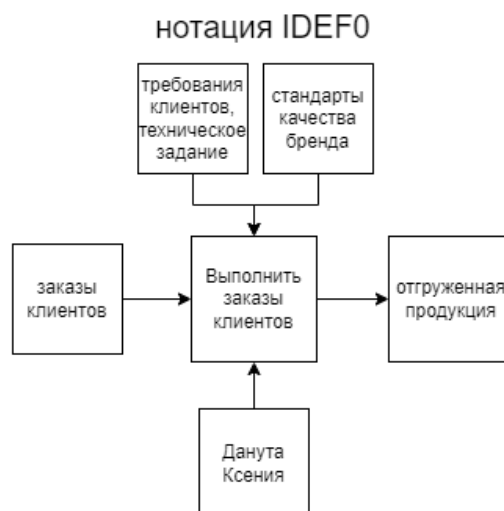 нотация IDEF0
требования
клиентов,
техническое
задание
стандарты
качества
бренда
заказы
клиентов
Выполнить
заказы
клиентов
отгруженная
продукция
Данута
Ксения